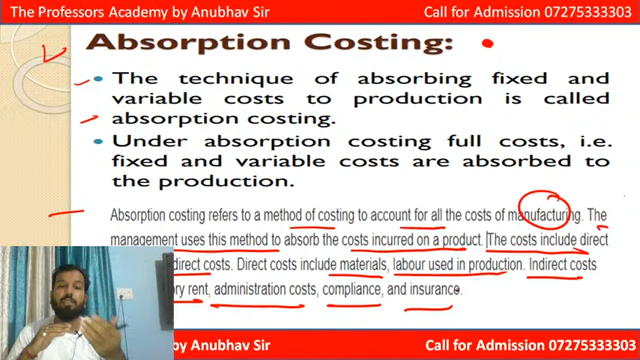 The Professors Academy by Anubhav Sir Call for Admission 07275333303
Absorption Costing:
The technique of absorbing fixed and
variable costs to production is called
absorption costing.
Under absorption costing full costs, i.e.
fixed and variable costs are absorbed to
the production.
Absorption costing refers to a method of costing to account for all the costs of manufacturing. The
management uses this method to absorb the costs incurred on a product. The costs include direct
direct costs. Direct costs include materials, labour used in production. Indirect costs
rent, administration costs, compliance, and insurance.
The Professors Academy by Anubhav Sir Call for Admission 07275333303